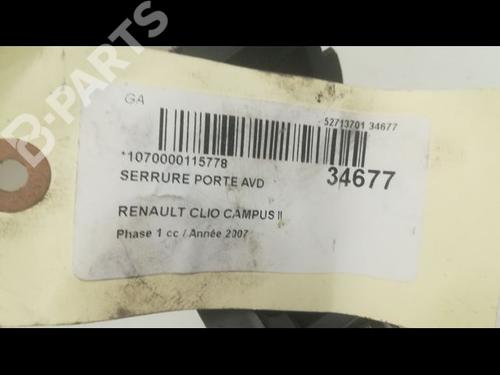 B-PARTS
GA
52713701 34677
*1070000115778
SERRURE PORTE AVD
34677
RENAULT CLIO CAMPUS II
Phase 1 cc / Année 2007